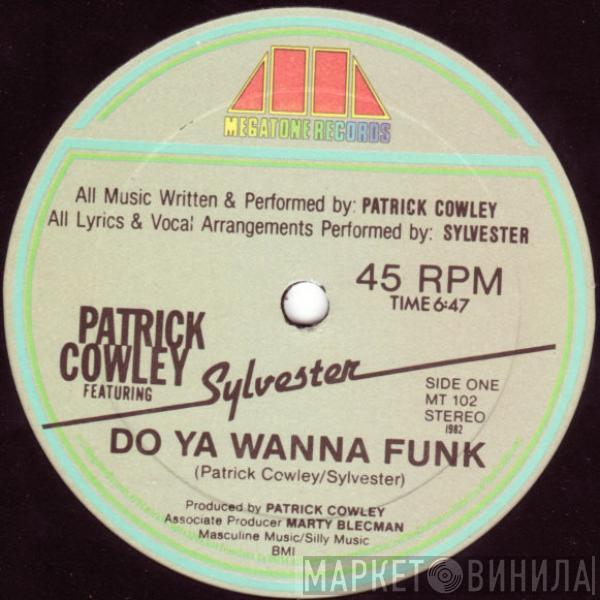 MEGATONE RECORDS
All Music Written & Performed by: PATRICK COWLEY
All Lyrics & Vocal Arrangements Performed by: SYLVESTER
45 RPM
TIME 6:47
PATRICK
COWLEY
FEATURING
Sylvester
SIDE ONE
MT 102
STEREO
1982
DO YA WANNA FUNK
(Patrick Cowley/Sylvester)
Produced by PATRICK COWLEY
Associate Producer MARTY BLECMAN
Masculine Music/Silly Music
BMI
МАРКЕТ ВИНИЛА